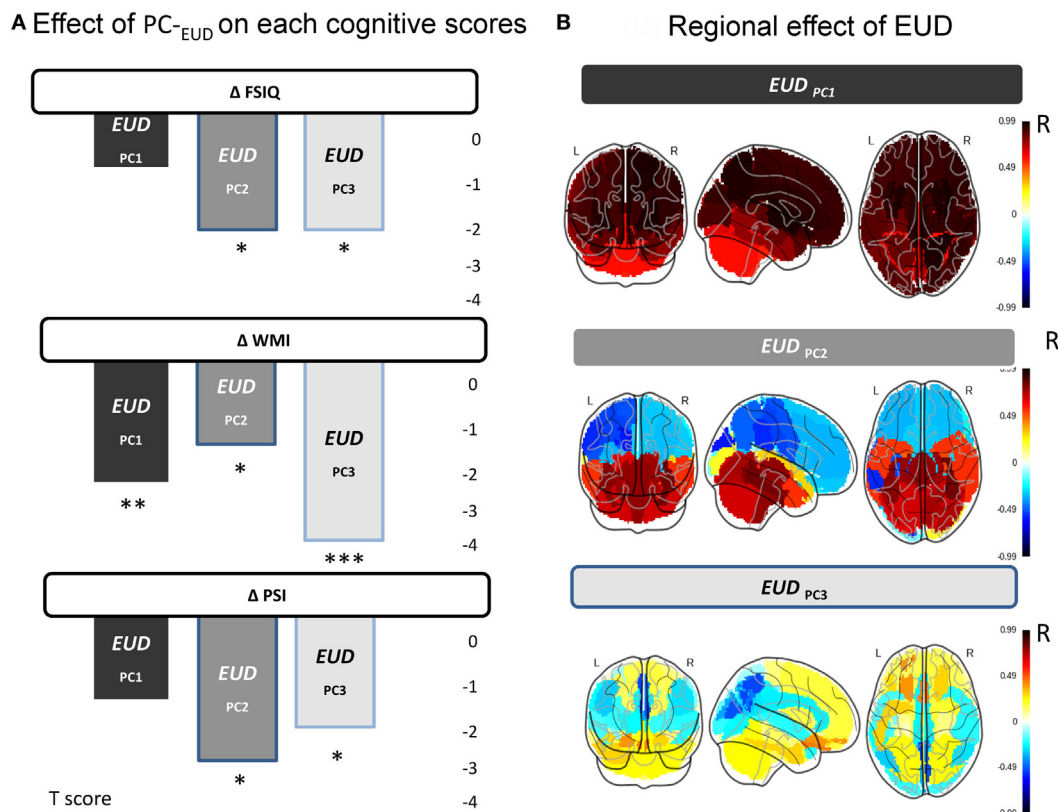 A Effect of PC-EUD on each cognitive scores
Δ FSIQ
EUD
PC1
EUD
PC2
EUD
PC3
*
*
0
-1
-2
-3
-4
Δ WMI
EUD
PC1
EUD
PC2
EUD
PC3
**
*
***
0
-1
-2
-3
-4
Δ PSI
EUD
PC1
EUD
PC2
EUD
PC3
*
*
0
-1
-2
-3
-4
T score
B Regional effect of EUD
EUD PC1
L
R
L
R
0.99
0.49
0
-0.49
-0.99
R
EUD PC2
L
R
L
R
0.49
0
-0.49
-0.99
R
EUD PC3
L
R
L
R
0.99
0.49
0
-0.49
R